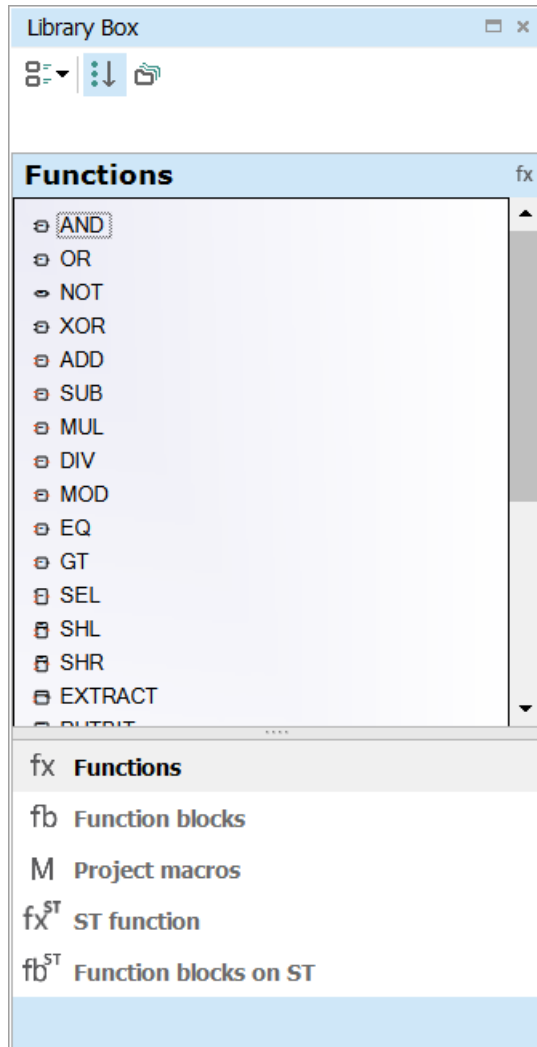 Library Box
Functions fx
AND
OR
NOT
XOR
ADD
SUB
MUL
DIV
MOD
EQ
GT
SEL
SHL
SHR
EXTRACT
fx Functions
fb Function blocks
M Project macros
fxST ST function
fbST Function blocks on ST